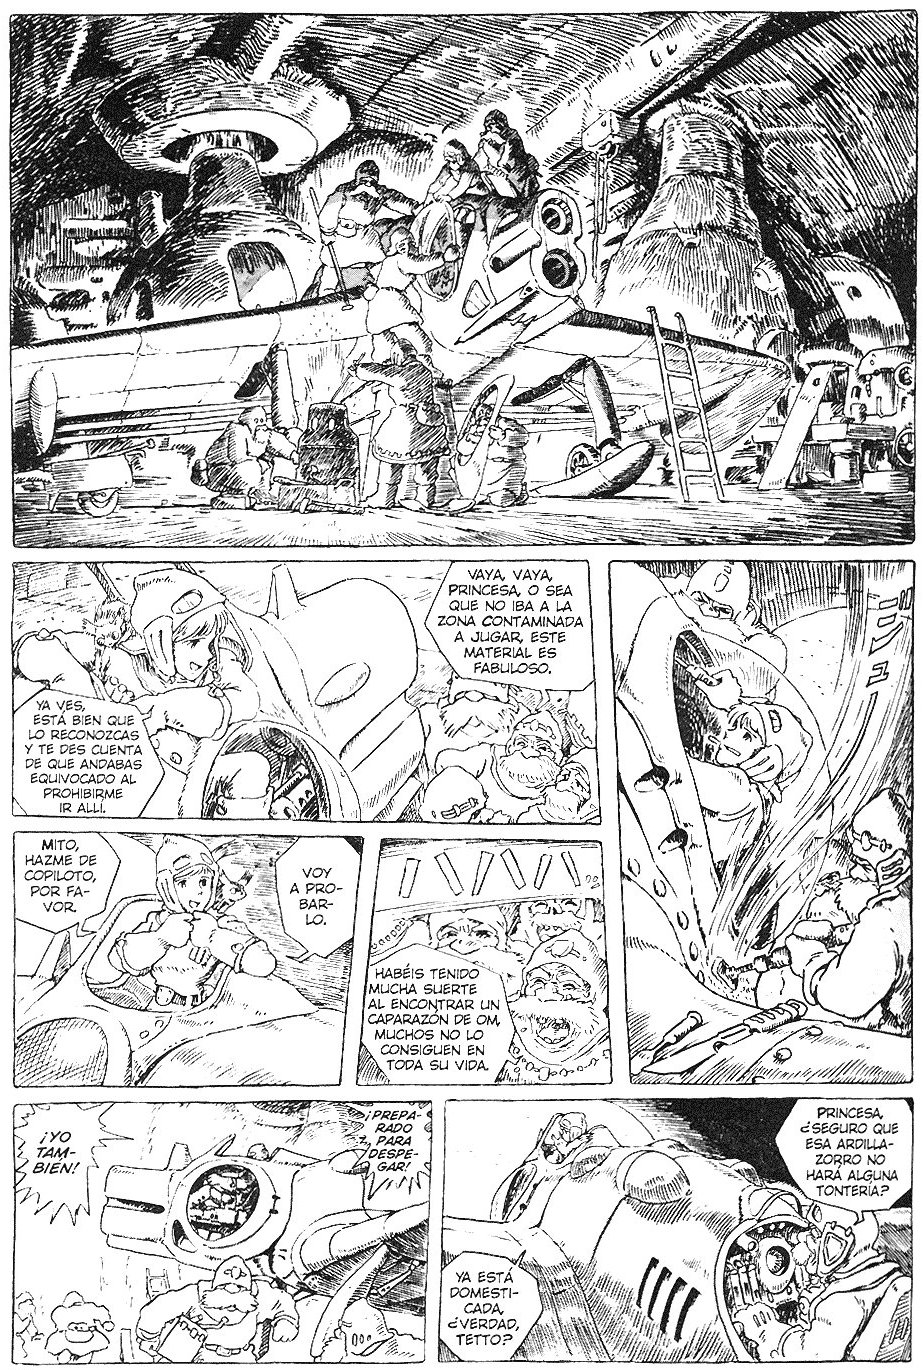 VAYA, VAYA,
PRINCESA, O SEA
QUE NO IBA A LA
ZONA CONTAMINADA
A JUGAR, ESTE
MATERIAL ES
FABULOSO.
YA VES,
ESTÁ BIEN QUE
LO RECONOZCAS
Y TE DES CUENTA
DE QUE ANDABAS
EQUIVOCADO AL
PROHIBIRME
IR ALLI.
MITO,
HAZME DE
COPILOTO,
POR FA-
VOR.
VOY
A PRO-
BAR-
LO.
HABÉIS TENIDO
MUCHA SUERTE
AL ENCONTRAR UN
CAPARAZÓN DE OM,
MUCHOS NO LO
CONSIGUEN EN
TODA SU VIDA.
¡YO
TAM-
BIEN!
¡PREPA-
RADO
PARA
DESPE-
GAR!
PRINCESA,
¿SEGURO QUE
ESA ARDILLA-
ZORRO NO
HARÁ ALGUNA
TONTERÍA?
YA ESTÁ
DOMESTI-
CADA,
¿VERDAD,
TETTO?